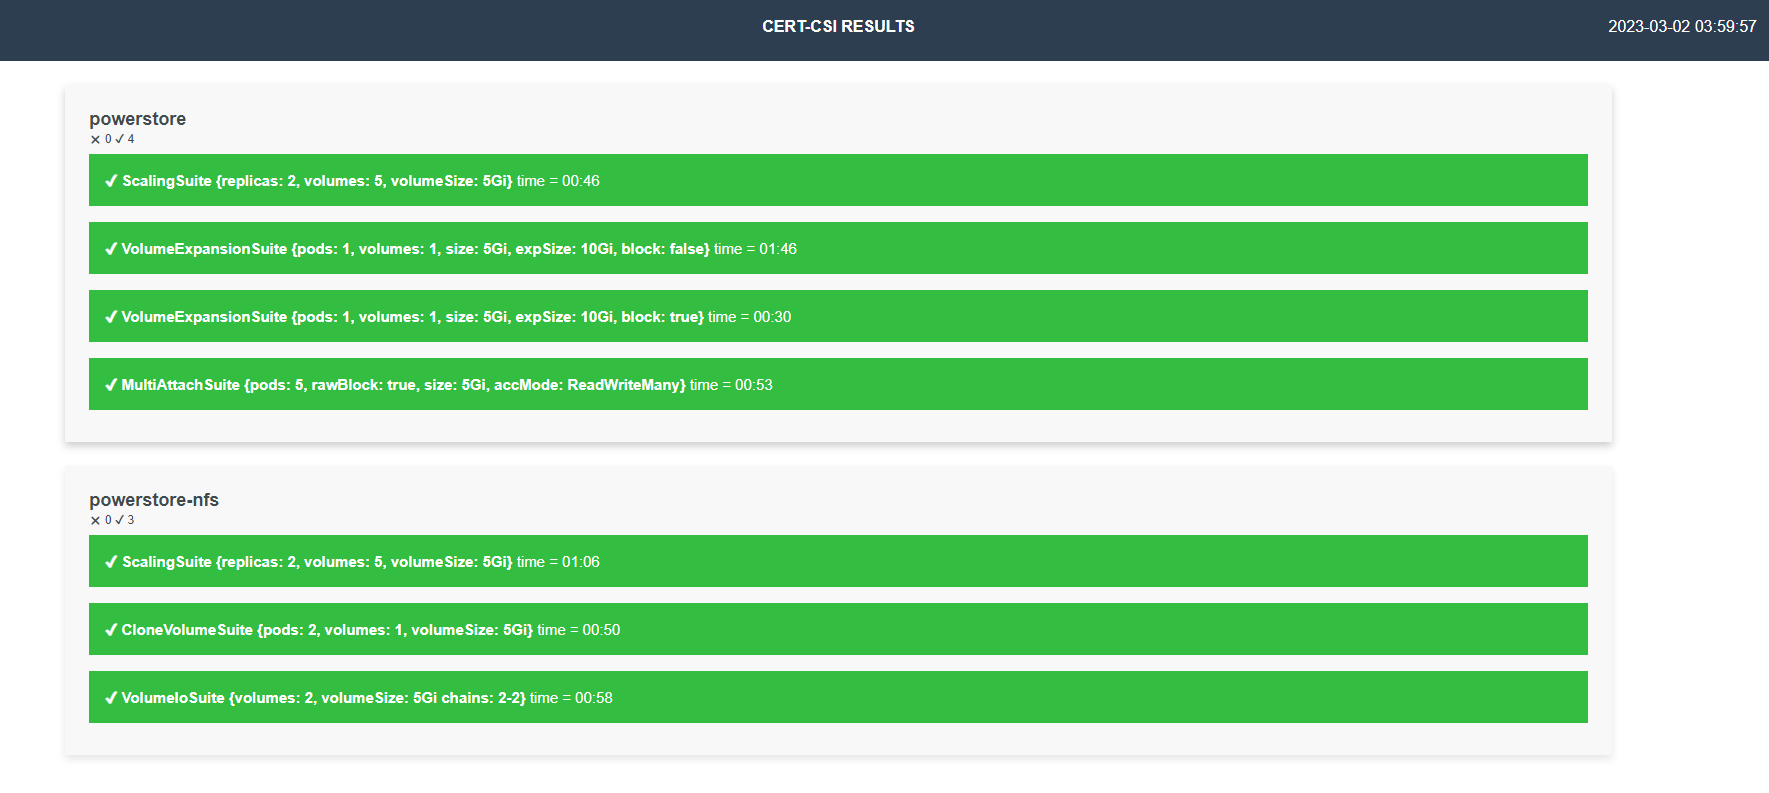 CERT-CSI RESULTS
2023-03-02 03:59:57
powerstore
✕ 0 ✓ 4
✔ ScalingSuite {replicas: 2, volumes: 5, volumeSize: 5Gi} time = 00:46
✔ VolumeExpansionSuite {pods: 1, volumes: 1, size: 5Gi, expSize: 10Gi, block: false} time = 01:46
✔ VolumeExpansionSuite {pods: 1, volumes: 1, size: 5Gi, expSize: 10Gi, block: true} time = 00:30
✔ MultiAttachSuite {pods: 5, rawBlock: true, size: 5Gi, accMode: ReadWriteMany} time = 00:53
powerstore-nfs
✕ 0 ✓ 3
✔ ScalingSuite {replicas: 2, volumes: 5, volumeSize: 5Gi} time = 01:06
✔ CloneVolumeSuite {pods: 2, volumes: 1, volumeSize: 5Gi} time = 00:50
✔ VolumeIoSuite {volumes: 2, volumeSize: 5Gi chains: 2-2} time = 00:58